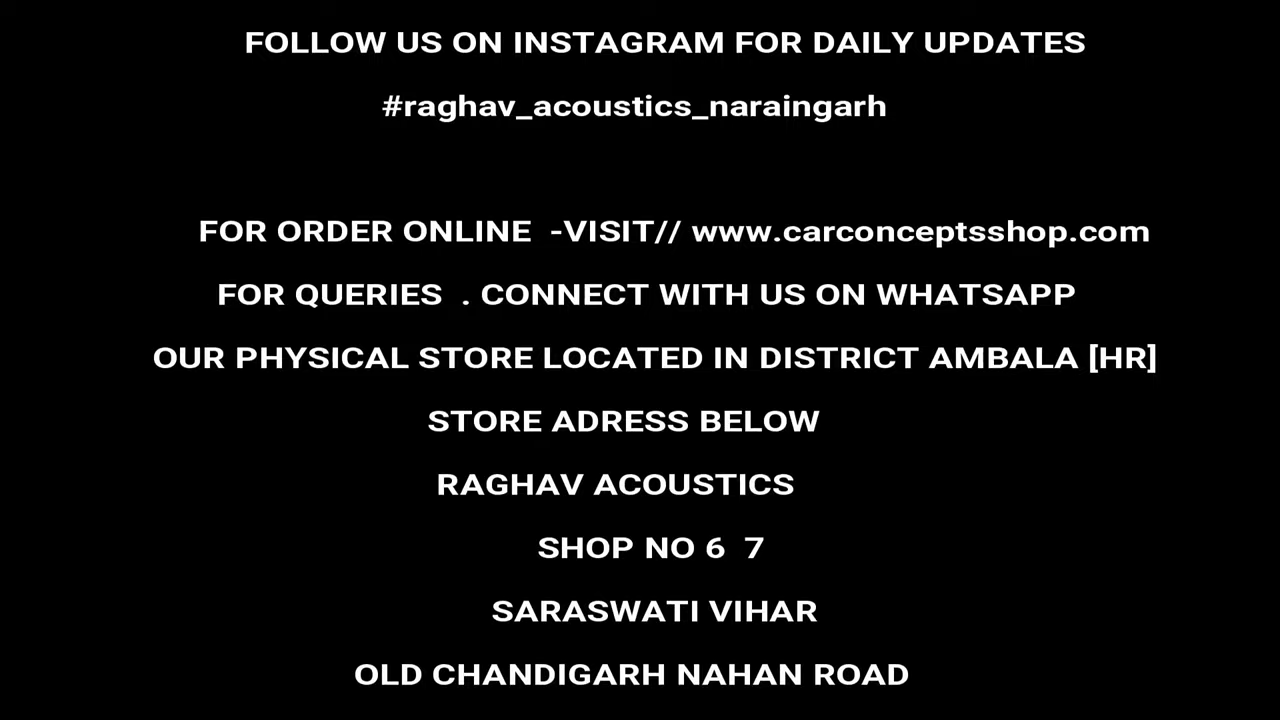 FOLLOW US ON INSTAGRAM FOR DAILY UPDATES
#raghav_acoustics_naraingarh
FOR ORDER ONLINE  -VISIT// www.carconceptsshop.com
FOR QUERIES  . CONNECT WITH US ON WHATSAPP
OUR PHYSICAL STORE LOCATED IN DISTRICT AMBALA [HR]
STORE ADRESS BELOW
RAGHAV ACOUSTICS
SHOP NO 6  7
SARASWATI VIHAR
OLD CHANDIGARH NAHAN ROAD